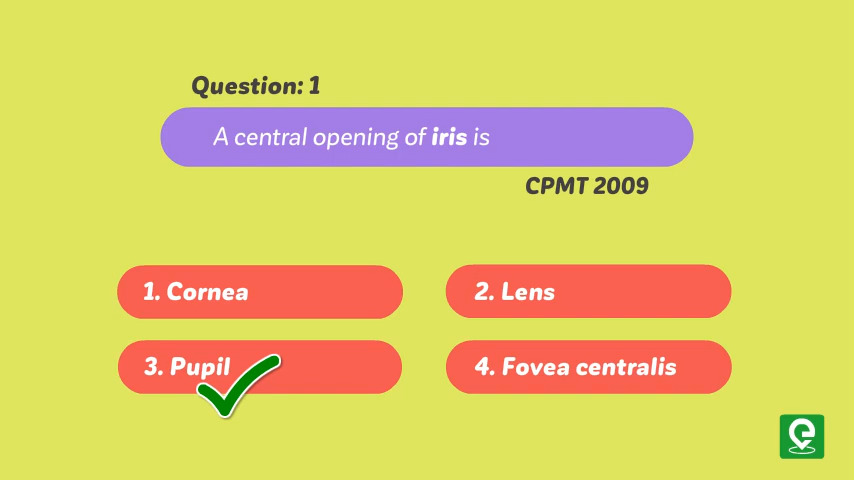 Question: 1
A central opening of iris is
CPMT 2009
1. Cornea
2. Lens
3. Pupil
4. Fovea centralis